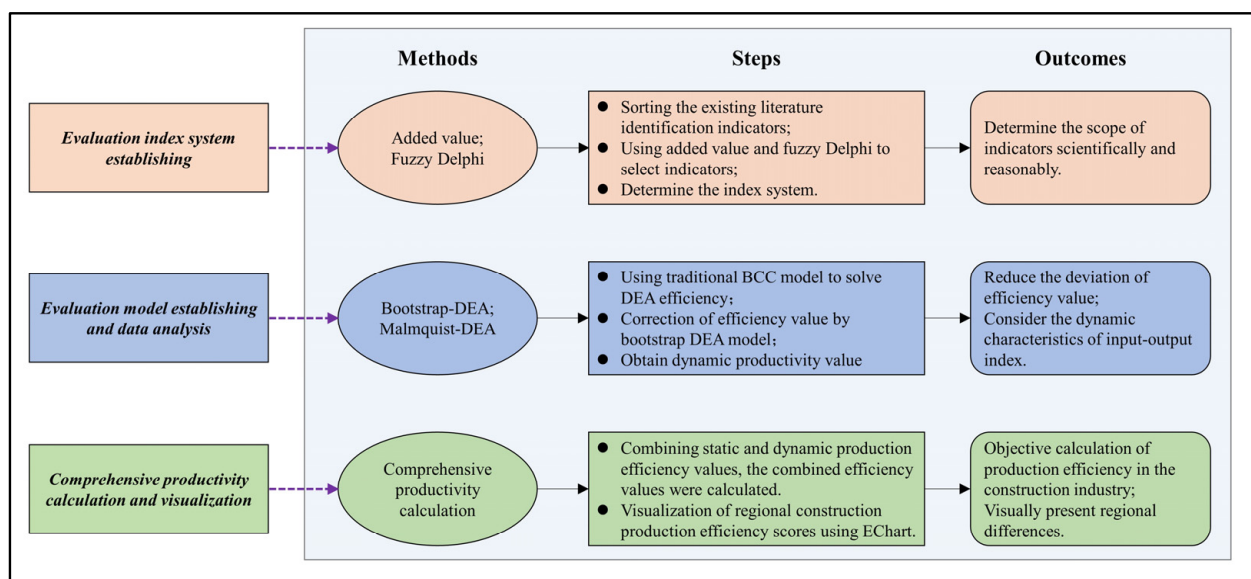 Methods
Steps
Outcomes
Evaluation index system
establishing
Added value;
Fuzzy Delphi
● Sorting the existing literature
identification indicators;
● Using added value and fuzzy Delphi to
select indicators;
● Determine the index system.
Determine the scope of
indicators scientifically and
reasonably.
Evaluation model establishing
and data analysis
Bootstrap-DEA;
Malmquist-DEA
● Using traditional BCC model to solve
DEA efficiency；
● Correction of efficiency value by
bootstrap DEA model；
● Obtain dynamic productivity value
Reduce the deviation of
efficiency value;
Consider the dynamic
characteristics of input-output
index.
Comprehensive productivity
calculation and visualization
Comprehensive
productivity
calculation
● Combining static and dynamic production
efficiency values, the combined efficiency
values were calculated.
● Visualization of regional construction
production efficiency scores using EChart.
Objective calculation of
production efficiency in the
construction industry;
Visually present regional
differences.